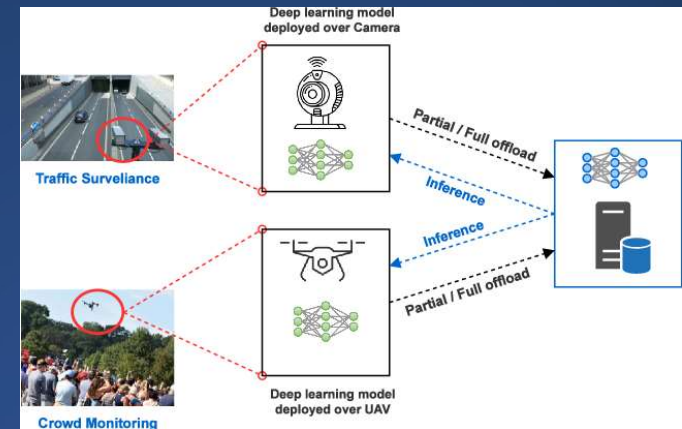 Deep learning model
deployed over Camera
Traffic Surveliance
Partial / Full offload
Inference
Inference
Partial / Full offload
Deep learning model
deployed over UAV
Crowd Monitoring